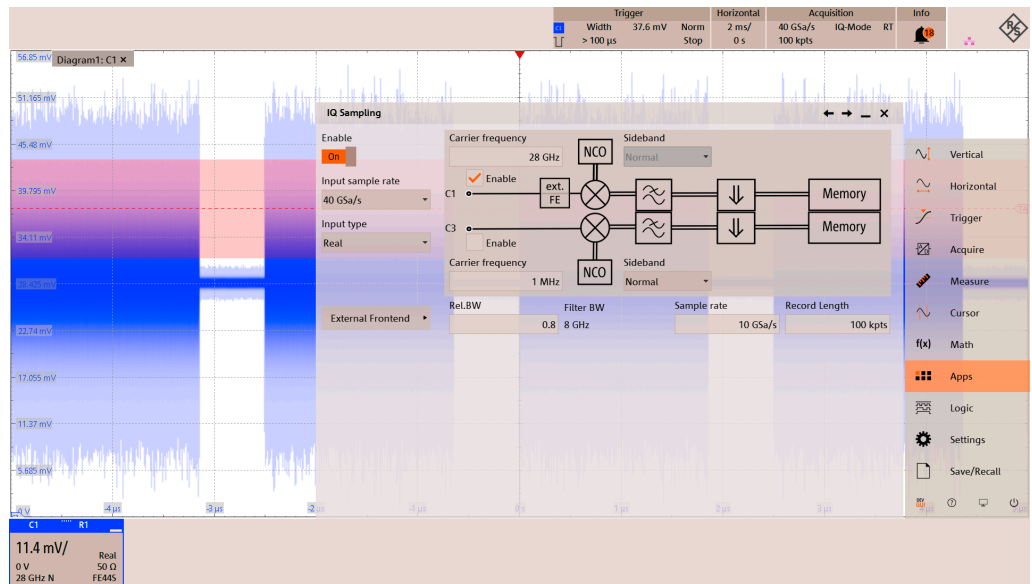 Trigger
Horizontal
Acquisition
Info
C1 Width 37.6 mV Norm
> 100 µs Stop
2 ms/
0 s
40 GSa/s IQ-Mode RT
100 kpts
18
R&S
Diagram1: C1 ×
56.85 mV
51.165 mV
45.48 mV
39.795 mV
34.11 mV
28.425 mV
22.74 mV
17.055 mV
11.37 mV
5.685 mV
0 V
-4 µs
-3 µs
-2 µs
-1 µs
0 s
1 µs
2 µs
3 µs
4 µs
IQ Sampling
Enable
On
Input sample rate
40 GSa/s
Input type
Real
External Frontend
Carrier frequency
28 GHz
NCO
Sideband
Normal
Enable
C1
ext.
FE
Memory
C3
Enable
Memory
Carrier frequency
1 MHz
NCO
Sideband
Normal
Rel.BW
0.8
Filter BW
8 GHz
Sample rate
10 GSa/s
Record Length
100 kpts
Vertical
Horizontal
Trigger
Acquire
Measure
Cursor
f(x) Math
Apps
Logic
Settings
Save/Recall
C1 R1
11.4 mV/
Real
0 V 50 Ω
28 GHz N FE44S